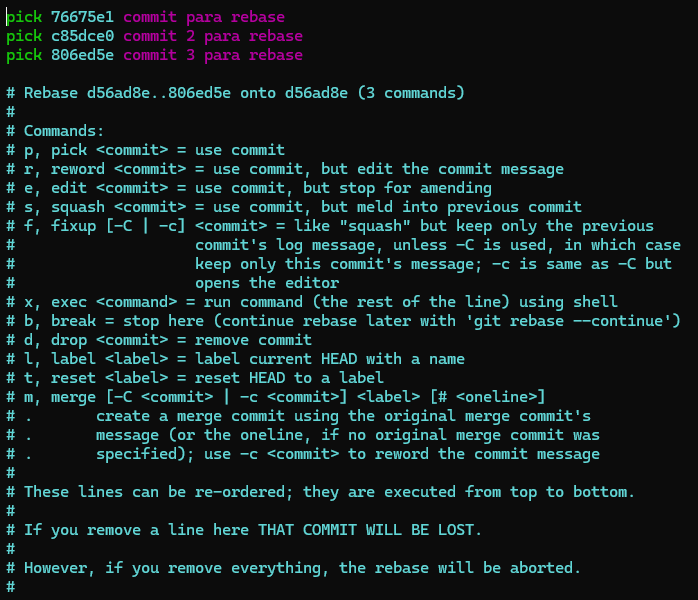 pick 76675e1 commit para rebase
pick c85dce0 commit 2 para rebase
pick 806ed5e commit 3 para rebase

# Rebase d56ad8e..806ed5e onto d56ad8e (3 commands)
#
# Commands:
# p, pick <commit> = use commit
# r, reword <commit> = use commit, but edit the commit message
# e, edit <commit> = use commit, but stop for amending
# s, squash <commit> = use commit, but meld into previous commit
# f, fixup [-C | -c] <commit> = like "squash" but keep only the previous
#                    commit's log message, unless -C is used, in which case
#                    keep only this commit's message; -c is same as -C but
#                    opens the editor
# x, exec <command> = run command (the rest of the line) using shell
# b, break = stop here (continue rebase later with 'git rebase --continue')
# d, drop <commit> = remove commit
# l, label <label> = label current HEAD with a name
# t, reset <label> = reset HEAD to a label
# m, merge [-C <commit> | -c <commit>] <label> [# <oneline>]
# .       create a merge commit using the original merge commit's
# .       message (or the oneline, if no original merge commit was
# .       specified); use -c <commit> to reword the commit message
#
# These lines can be re-ordered; they are executed from top to bottom.
#
# If you remove a line here THAT COMMIT WILL BE LOST.
#
# However, if you remove everything, the rebase will be aborted.
#